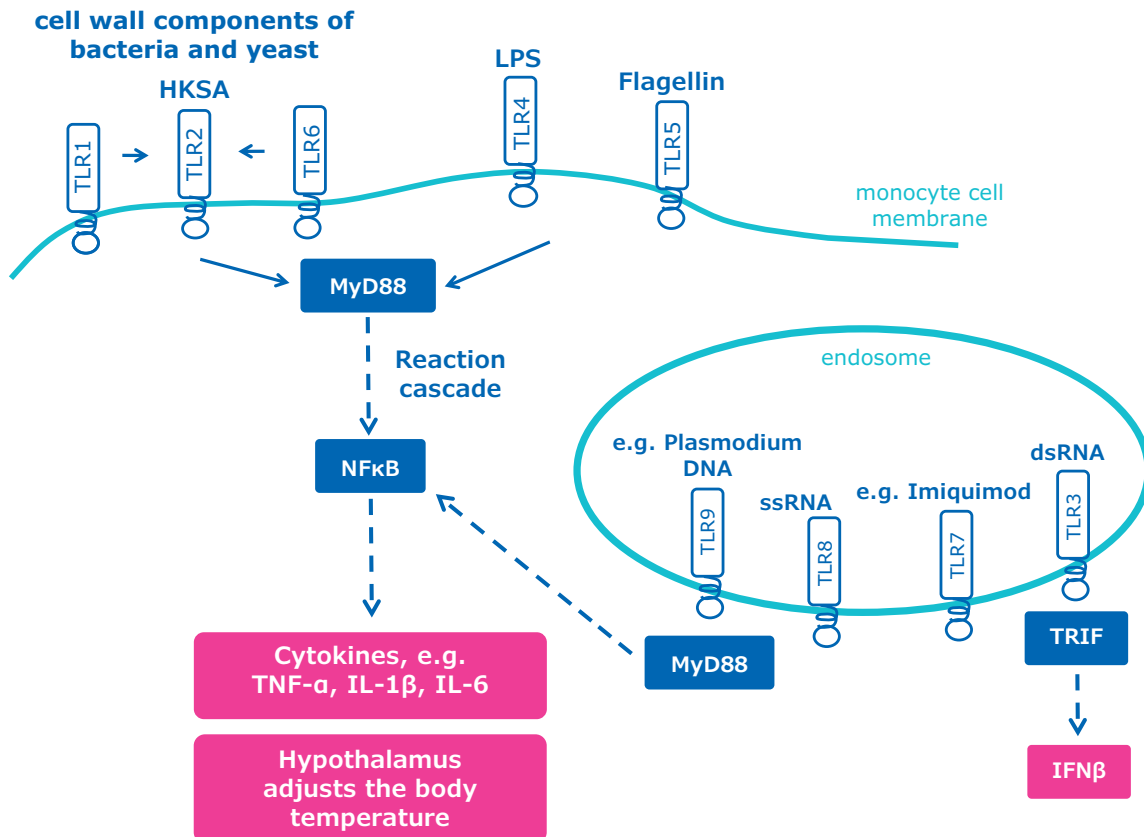 cell wall components of
bacteria and yeast
HKSA
LPS
Flagellin
TLR1
TLR2
TLR6
TLR4
TLR5
monocyte cell
membrane
MyD88
Reaction
cascade
NFκB
endosome
e.g. Plasmodium
DNA
ssRNA
e.g. Imiquimod
dsRNA
TLR9
TLR8
TLR7
TLR3
MyD88
TRIF
IFNβ
Cytokines, e.g.
TNF-α, IL-1β, IL-6
Hypothalamus
adjusts the body
temperature